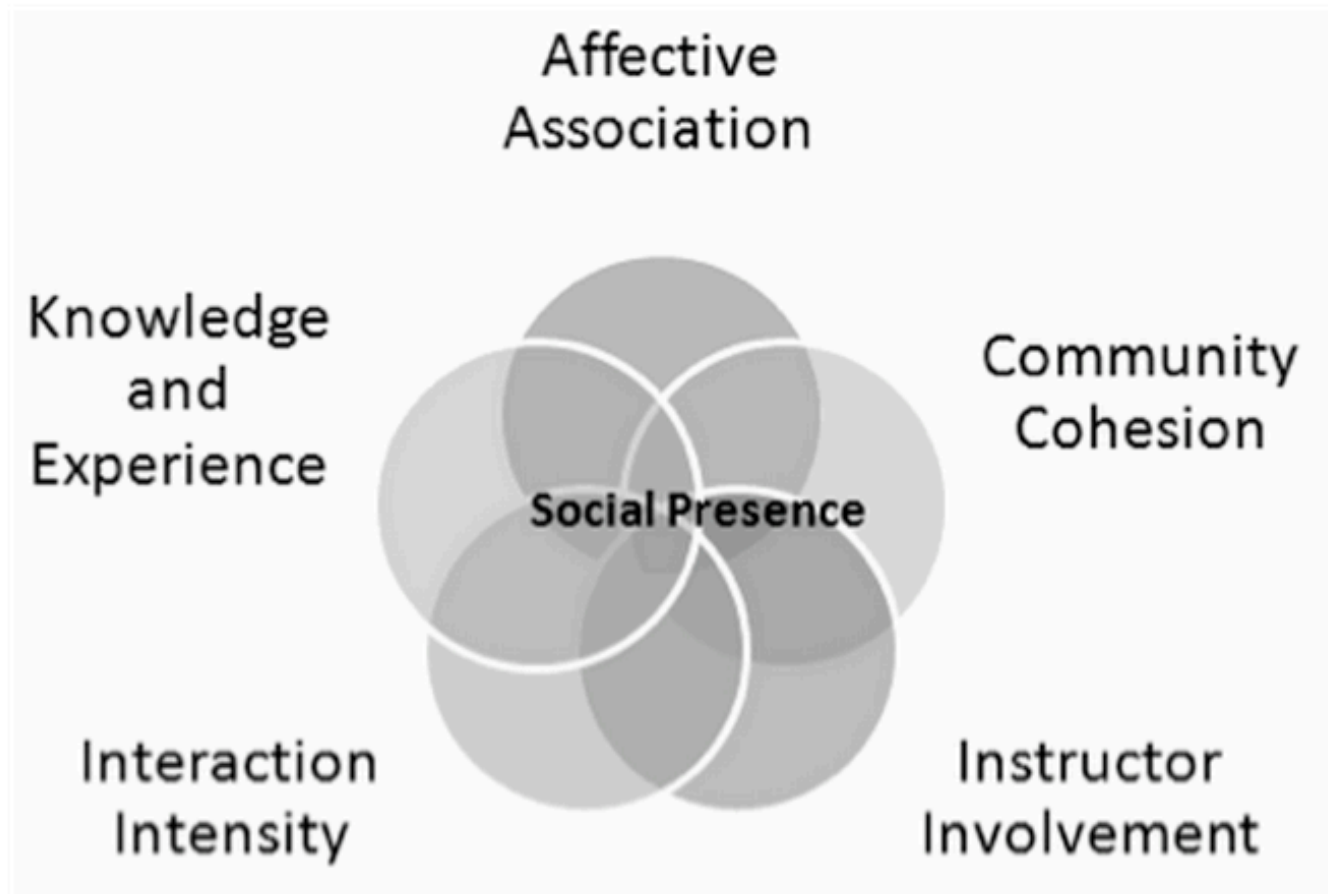 Affective
Association
Knowledge
and
Experience
Community
Cohesion
Social Presence
Interaction
Intensity
Instructor
Involvement